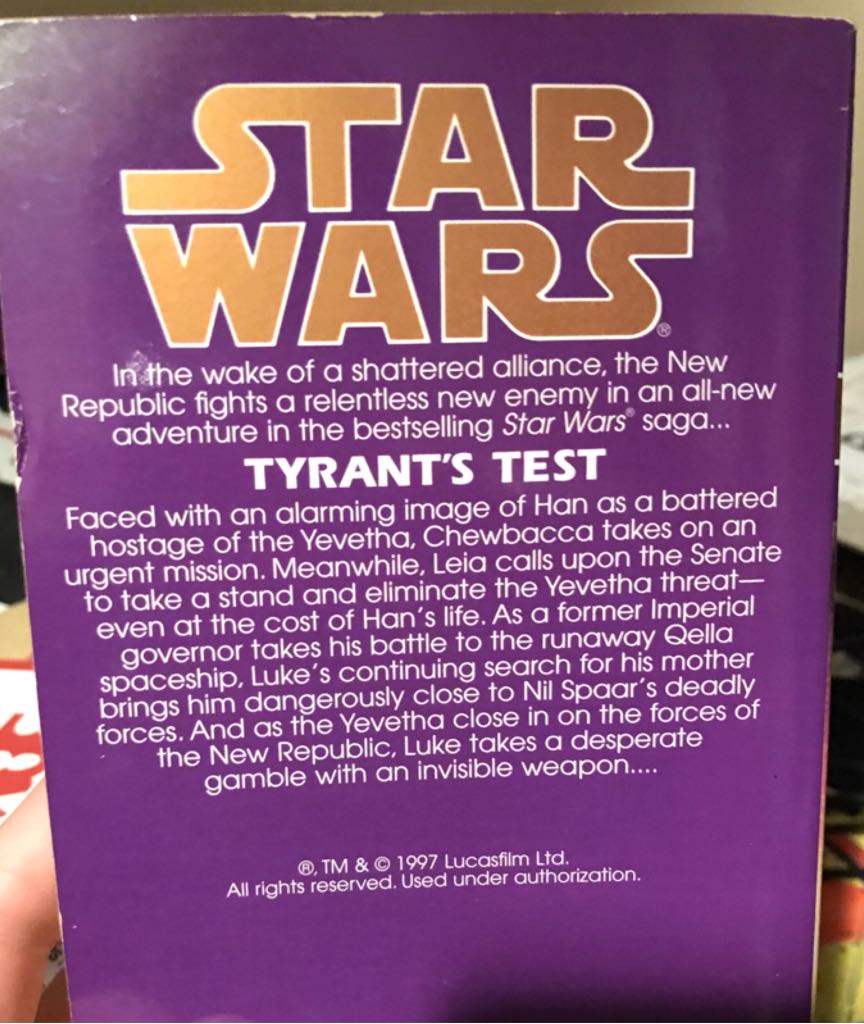 STAR
WARS®
In the wake of a shattered alliance, the New
Republic fights a relentless new enemy in an all-new
adventure in the bestselling Star Wars® saga...
TYRANT'S TEST
Faced with an alarming image of Han as a battered
hostage of the Yevetha, Chewbacca takes on an
urgent mission. Meanwhile, Leia calls upon the Senate
to take a stand and eliminate the Yevetha threat—
even at the cost of Han's life. As a former Imperial
governor takes his battle to the runaway Qella
spaceship, Luke's continuing search for his mother
brings him dangerously close to Nil Spaar's deadly
forces. And as the Yevetha close in on the forces of
the New Republic, Luke takes a desperate
gamble with an invisible weapon....
®, TM & © 1997 Lucasfilm Ltd.
All rights reserved. Used under authorization.